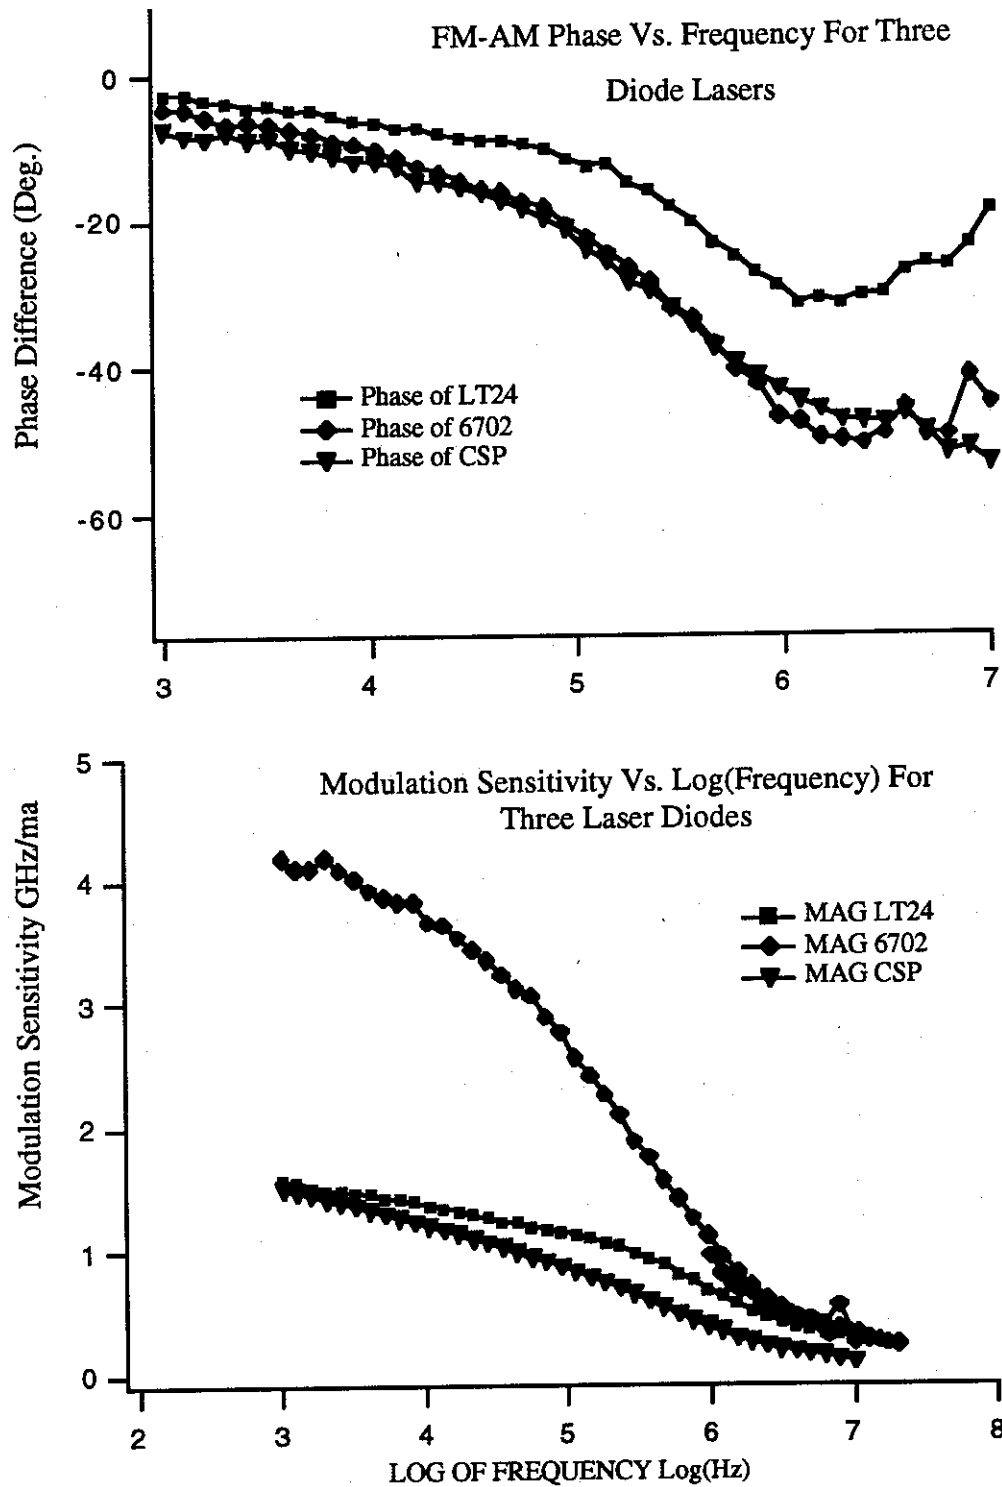 FM-AM Phase Vs. Frequency For Three
Diode Lasers
Phase Difference (Deg.)
0
-20
-40
-60
Phase of LT24
Phase of 6702
Phase of CSP
3 4 5 6 7
Modulation Sensitivity Vs. Log(Frequency) For
Three Laser Diodes
Modulation Sensitivity GHz/ma
5
4
3
2
1
0
MAG LT24
MAG 6702
MAG CSP
2 3 4 5 6 7 8
LOG OF FREQUENCY Log(Hz)